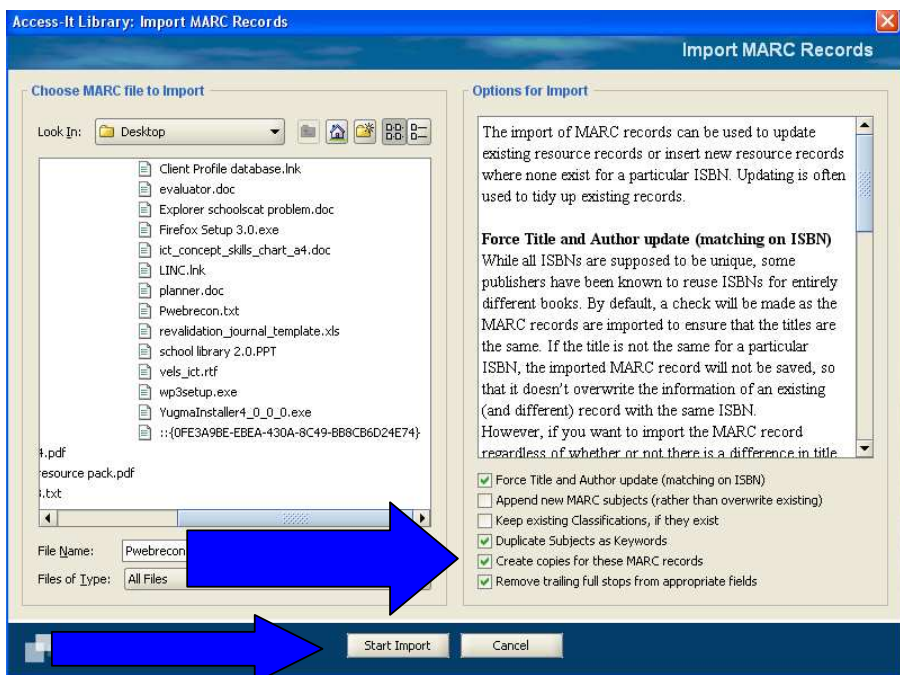 Access-It Library: Import MARC Records
Import MARC Records
Choose MARC file to Import
Look In: Desktop
Client Profile database.lnk
evaluator.doc
Explorer schoolscat problem.doc
Firefox Setup 3.0.exe
ict_concept_skills_chart_a4.doc
LINC.lnk
planner.doc
Pwebrecon.txt
revalidation_journal_template.xls
school library 2.0.PPT
vels_ict.rtf
wp3setup.exe
YugmaInstaller4_0_0_0.exe
::{0FE3A9BE-EBEA-430A-8C49-BB8CB6D24E74}
4.pdf
resource pack.pdf
.txt
File Name: Pwebrecon
Files of Type: All Files
Options for Import
The import of MARC records can be used to update
existing resource records or insert new resource records
where none exist for a particular ISBN. Updating is often
used to tidy up existing records.
Force Title and Author update (matching on ISBN)
While all ISBNs are supposed to be unique, some
publishers have been known to reuse ISBNs for entirely
different books. By default, a check will be made as the
MARC records are imported to ensure that the titles are
the same. If the title is not the same for a particular
ISBN, the imported MARC record will not be saved, so
that it doesn't overwrite the information of an existing
(and different) record with the same ISBN.
However, if you want to import the MARC record
regardless of whether or not there is a difference in title
Force Title and Author update (matching on ISBN)
Append new MARC subjects (rather than overwrite existing)
Keep existing Classifications, if they exist
Duplicate Subjects as Keywords
Create copies for these MARC records
Remove trailing full stops from appropriate fields
Start Import
Cancel